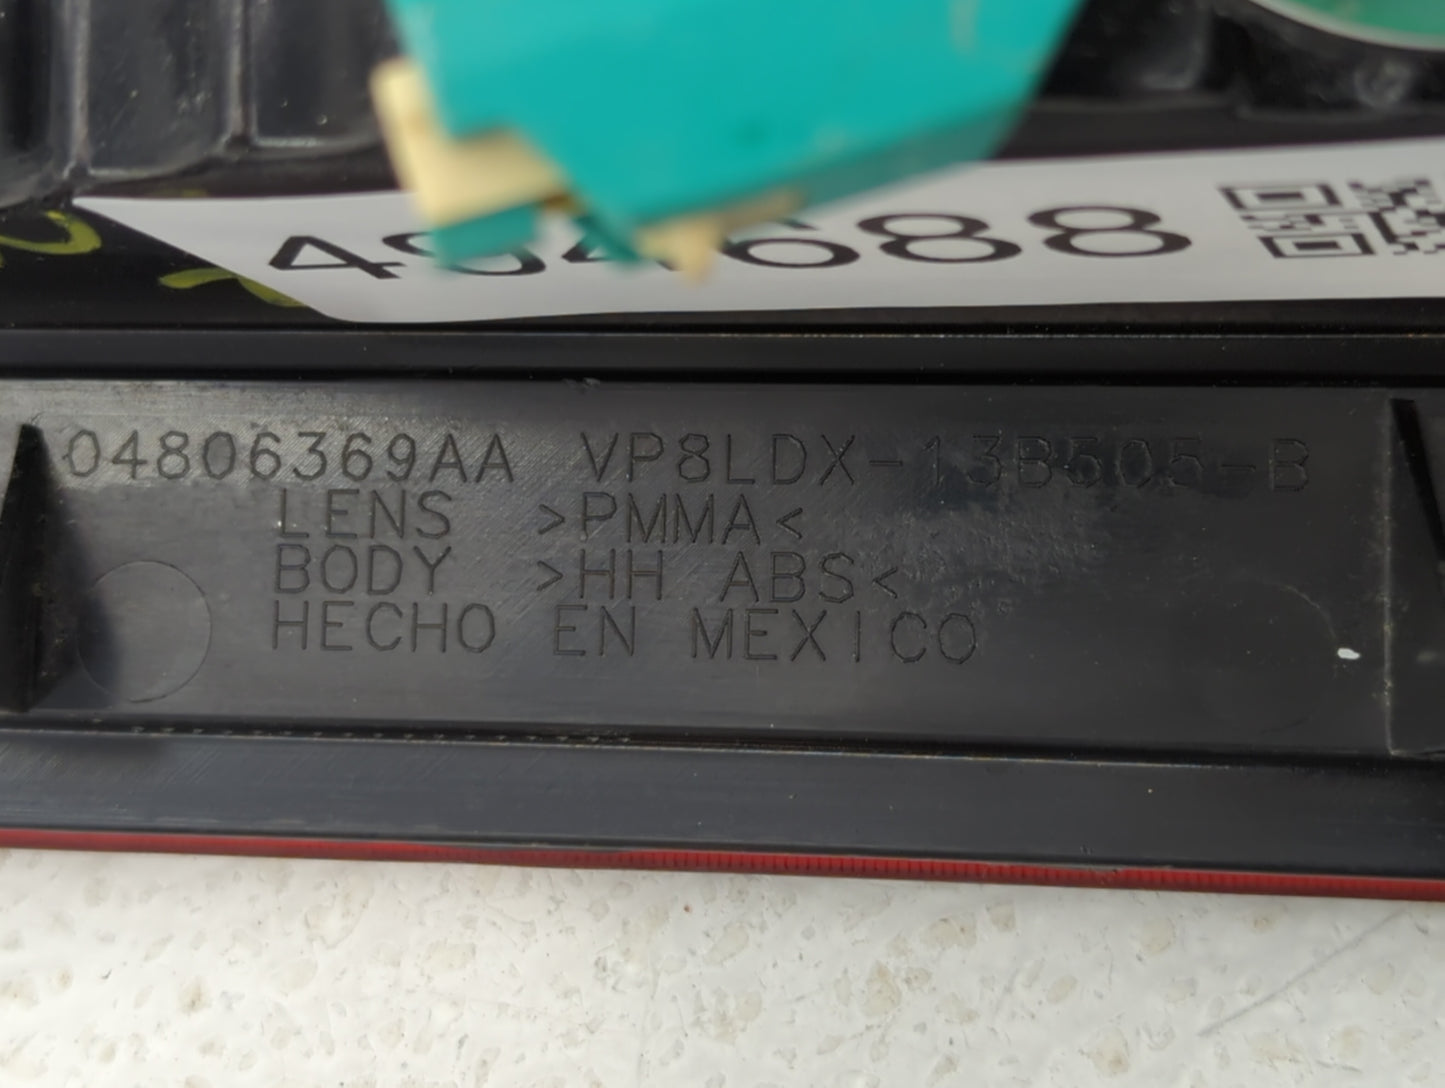 04806369AA VP8LDX-13B505-B
LENS >PMMA<
BODY >HH ABS<
HECHO EN MEXICO